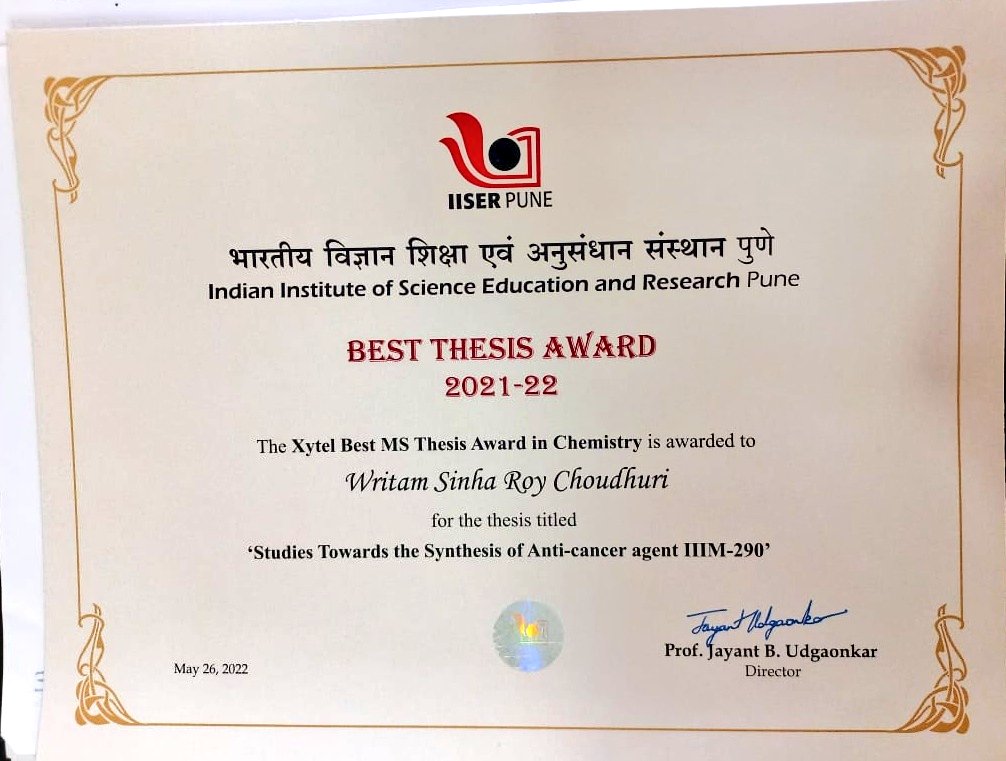 IISER PUNE
भारतीय विज्ञान शिक्षा एवं अनुसंधान संस्थान पुणे
Indian Institute of Science Education and Research Pune
BEST THESIS AWARD
2021-22
The Xytel Best MS Thesis Award in Chemistry is awarded to
Writam Sinha Roy Choudhuri
for the thesis titled
‘Studies Towards the Synthesis of Anti-cancer agent IIIM-290’
Jayant Udgaonkar
Prof. Jayant B. Udgaonkar
Director
May 26, 2022